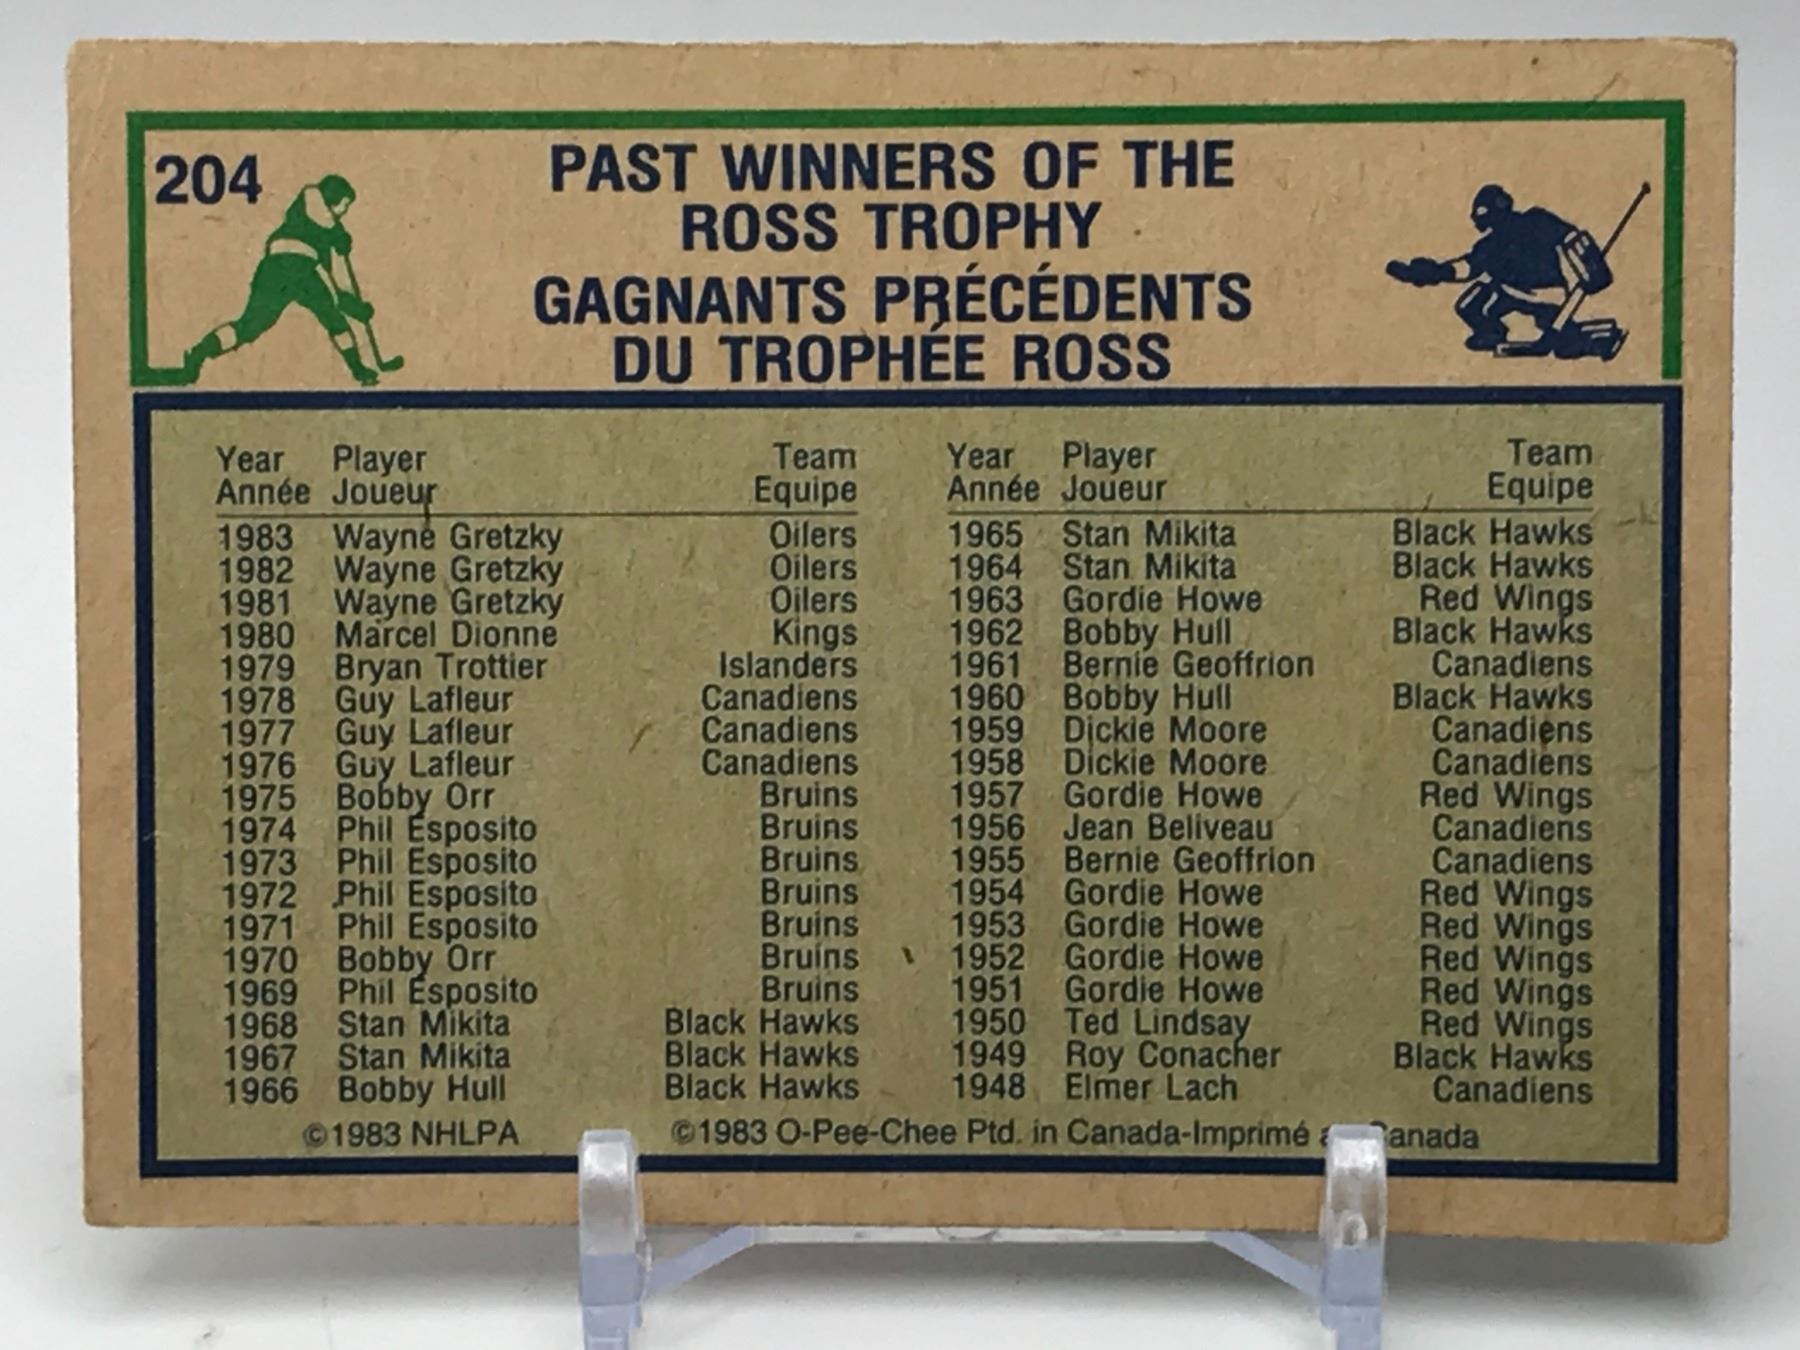 204
PAST WINNERS OF THE
ROSS TROPHY
GAGNANTS PRÉCÉDENTS
DU TROPHÉE ROSS
Year Player Team
Année Joueur Equipe
1983 Wayne Gretzky Oilers
1982 Wayne Gretzky Oilers
1981 Wayne Gretzky Oilers
1980 Marcel Dionne Kings
1979 Bryan Trottier Islanders
1978 Guy Lafleur Canadiens
1977 Guy Lafleur Canadiens
1976 Guy Lafleur Canadiens
1975 Bobby Orr Bruins
1974 Phil Esposito Bruins
1973 Phil Esposito Bruins
1972 Phil Esposito Bruins
1971 Phil Esposito Bruins
1970 Bobby Orr Bruins
1969 Phil Esposito Bruins
1968 Stan Mikita Black Hawks
1967 Stan Mikita Black Hawks
1966 Bobby Hull Black Hawks
Year Player Team
Année Joueur Equipe
1965 Stan Mikita Black Hawks
1964 Stan Mikita Black Hawks
1963 Gordie Howe Red Wings
1962 Bobby Hull Black Hawks
1961 Bernie Geoffrion Canadiens
1960 Bobby Hull Black Hawks
1959 Dickie Moore Canadiens
1958 Dickie Moore Canadiens
1957 Gordie Howe Red Wings
1956 Jean Beliveau Canadiens
1955 Bernie Geoffrion Canadiens
1954 Gordie Howe Red Wings
1953 Gordie Howe Red Wings
1952 Gordie Howe Red Wings
1951 Gordie Howe Red Wings
1950 Ted Lindsay Red Wings
1949 Roy Conacher Black Hawks
1948 Elmer Lach Canadiens
©1983 NHLPA ©1983 O-Pee-Chee Ptd. in Canada-Imprimé